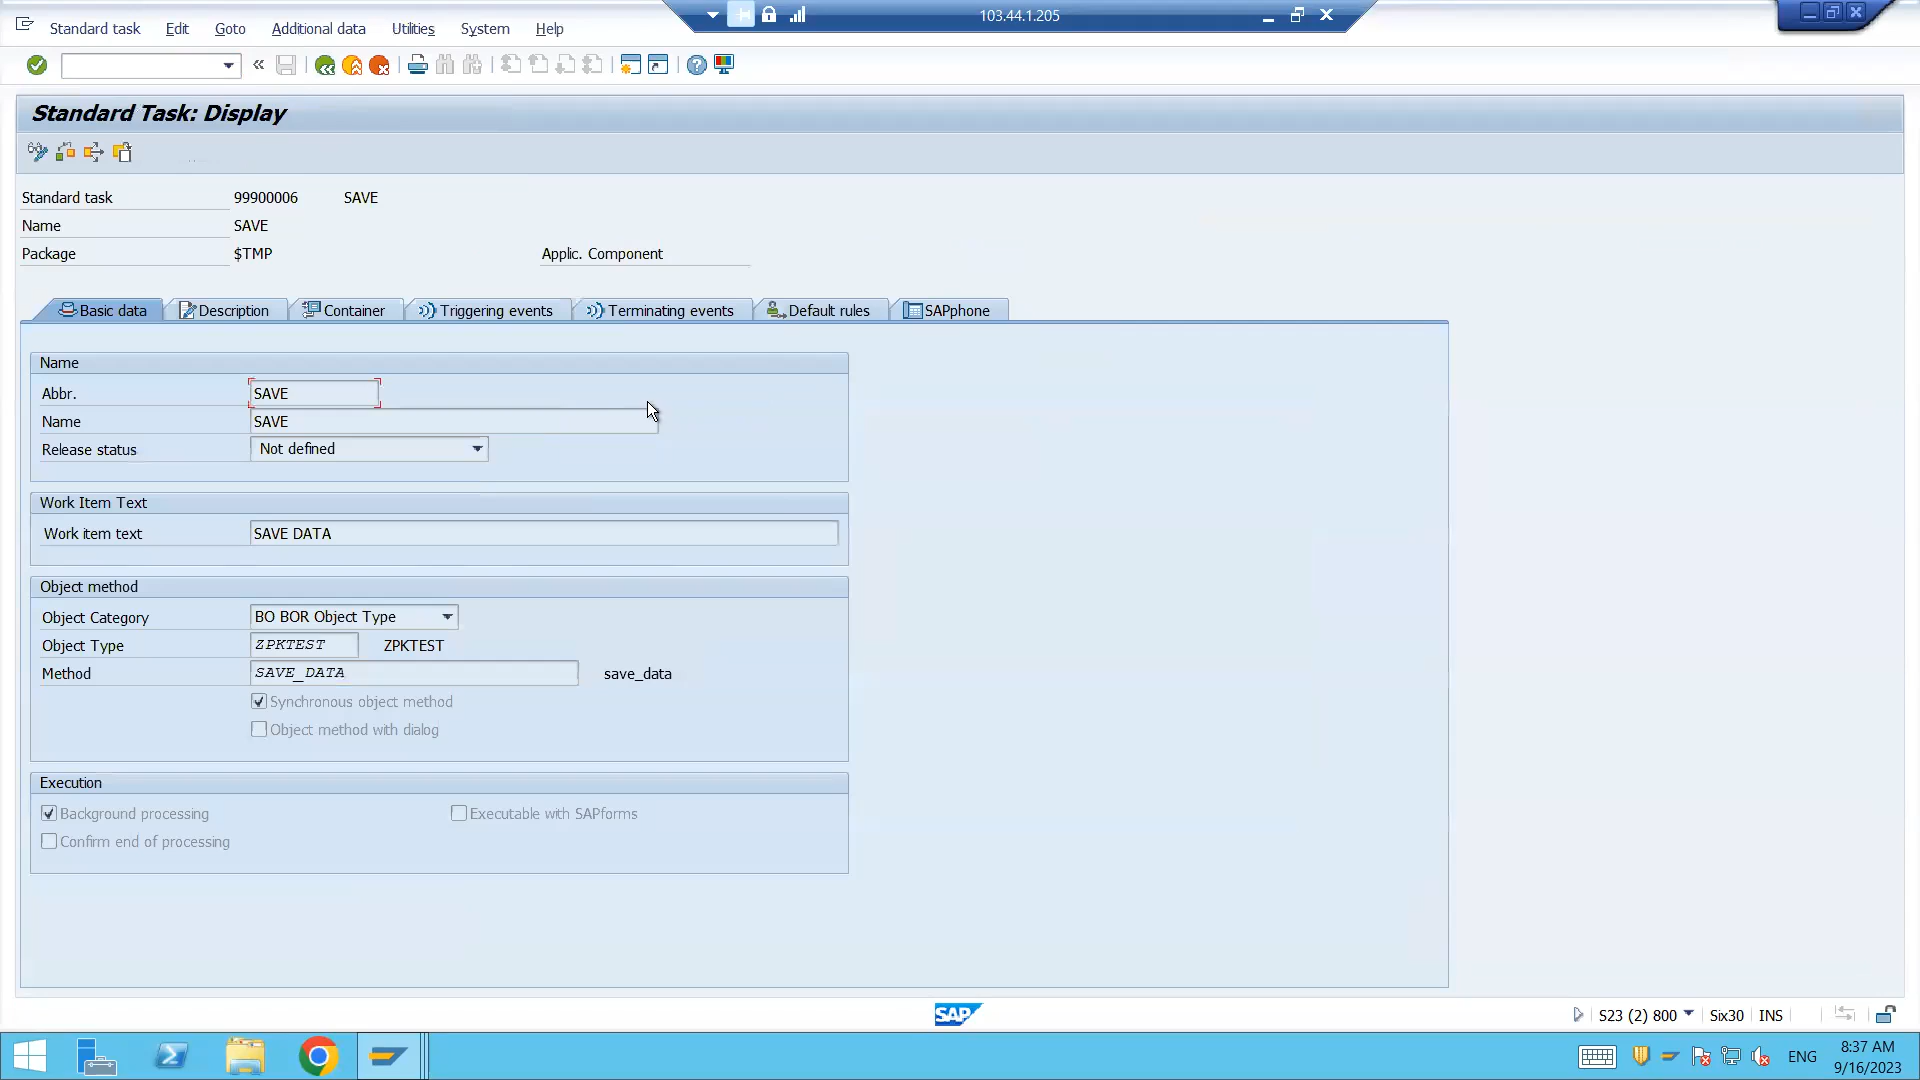 103.44.1.205
Standard task Edit Goto Additional data Utilities System Help
Standard Task: Display
Standard task 99900006 SAVE
Name SAVE
Package $TMP Applic. Component
Basic data Description Container Triggering events Terminating events Default rules SAPphone
Name
Abbr. SAVE
Name SAVE
Release status Not defined
Work Item Text
Work item text SAVE DATA
Object method
Object Category BO BOR Object Type
Object Type ZPKTEST ZPKTEST
Method SAVE_DATA save_data
Synchronous object method
Object method with dialog
Execution
Background processing Executable with SAPforms
Confirm end of processing
SAP S23 (2) 800 Six30 INS
ENG 8:37 AM
9/16/2023